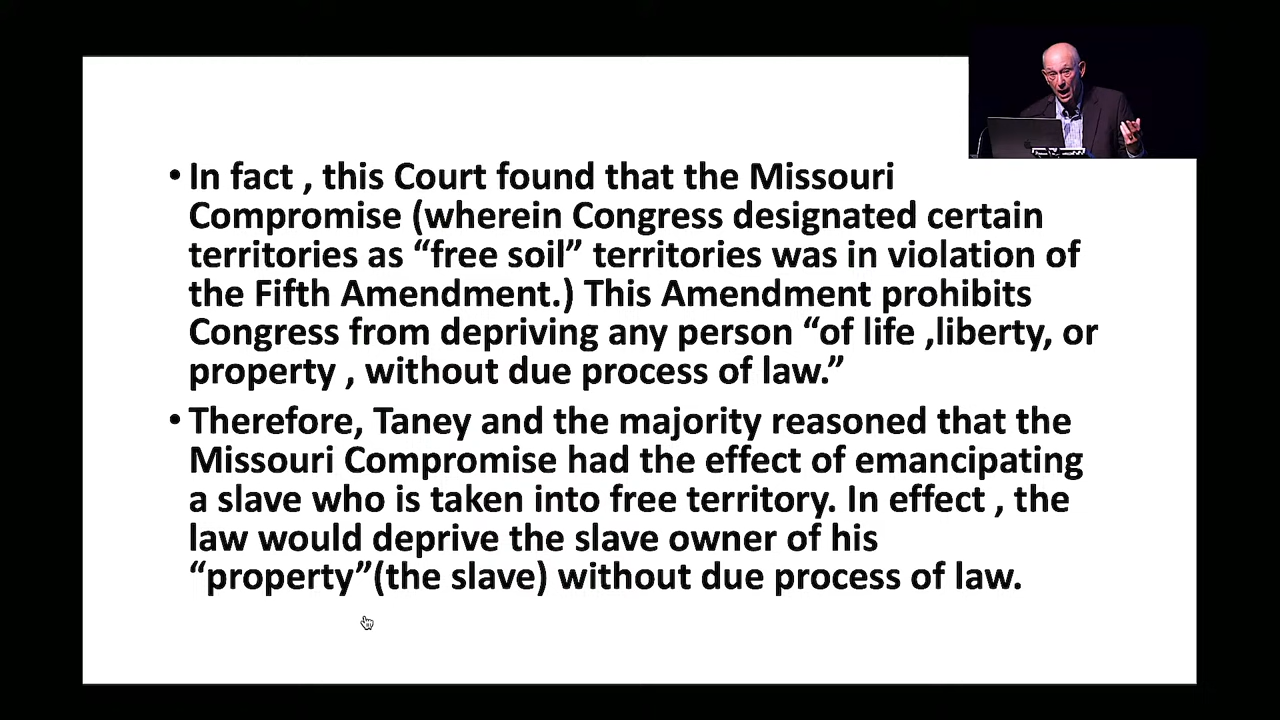 • In fact , this Court found that the Missouri
Compromise (wherein Congress designated certain
territories as “free soil” territories was in violation of
the Fifth Amendment.) This Amendment prohibits
Congress from depriving any person “of life ,liberty, or
property , without due process of law.”
• Therefore, Taney and the majority reasoned that the
Missouri Compromise had the effect of emancipating
a slave who is taken into free territory. In effect , the
law would deprive the slave owner of his
“property”(the slave) without due process of law.